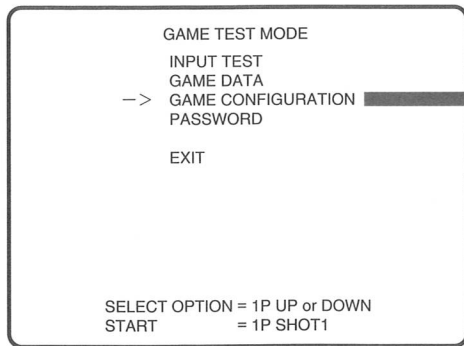 GAME TEST MODE
INPUT TEST
GAME DATA
—> GAME CONFIGURATION
PASSWORD
EXIT
SELECT OPTION = 1P UP or DOWN
START = 1P SHOT1